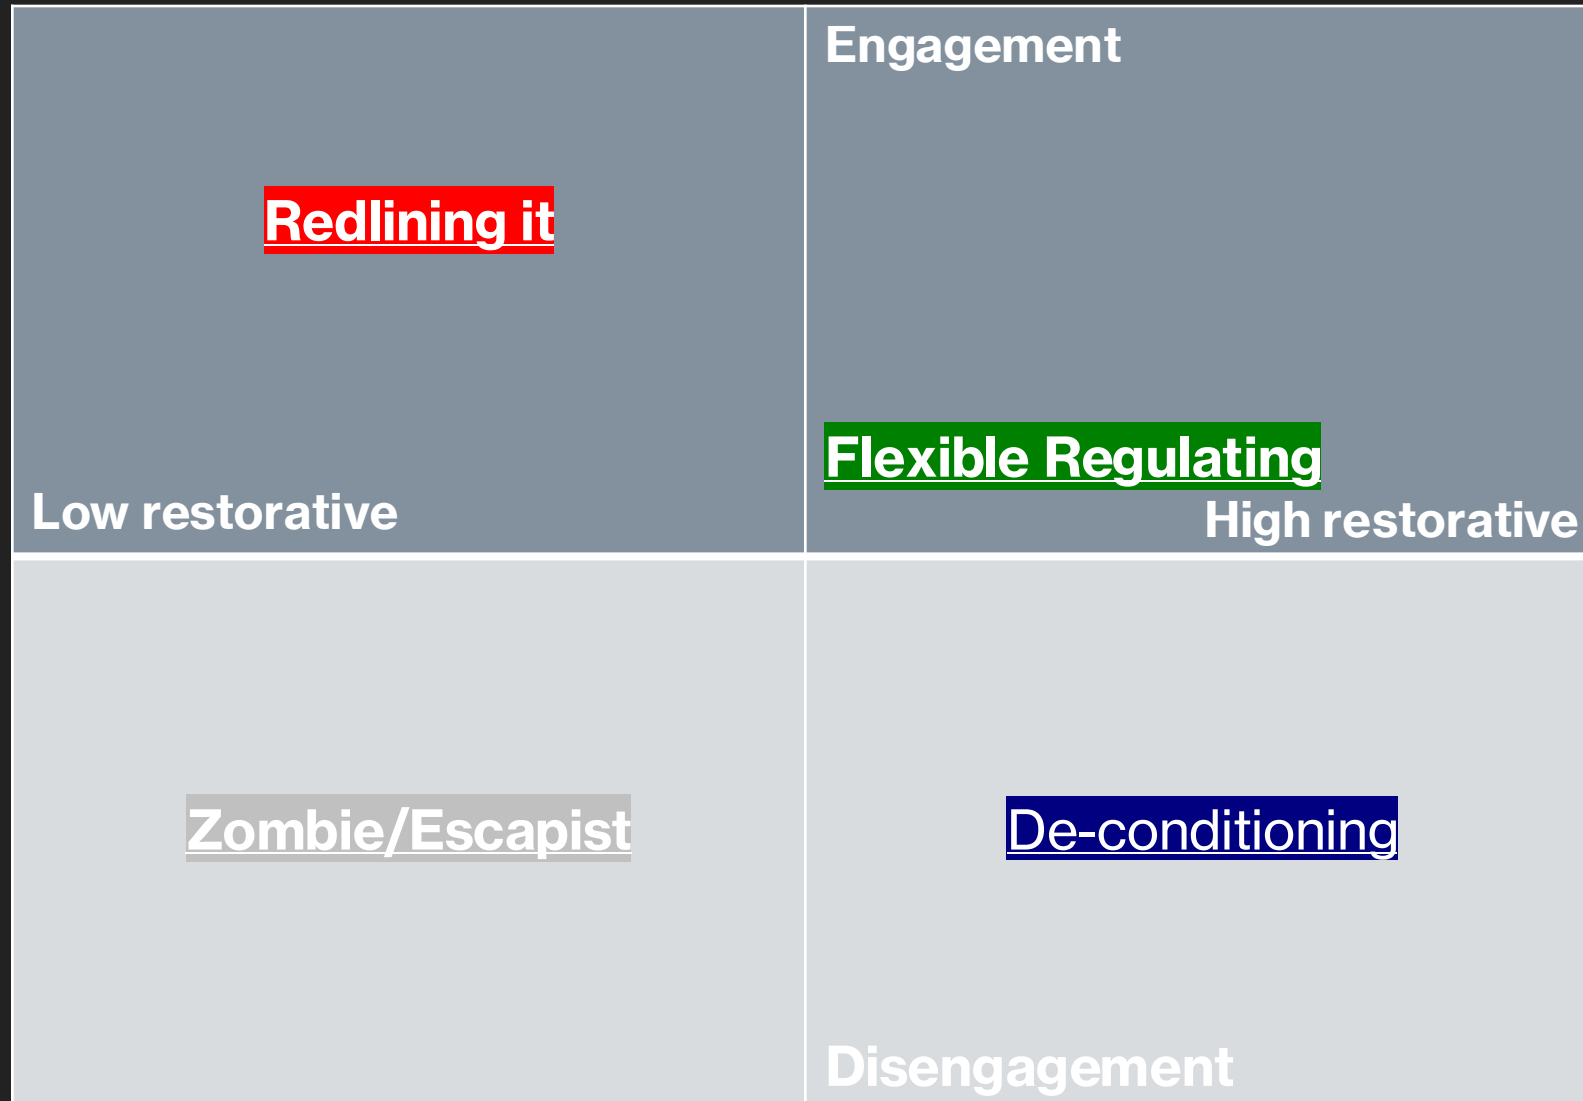 Engagement
Redlining it
Flexible Regulating
Low restorative
High restorative
Zombie/Escapist
De-conditioning
Disengagement